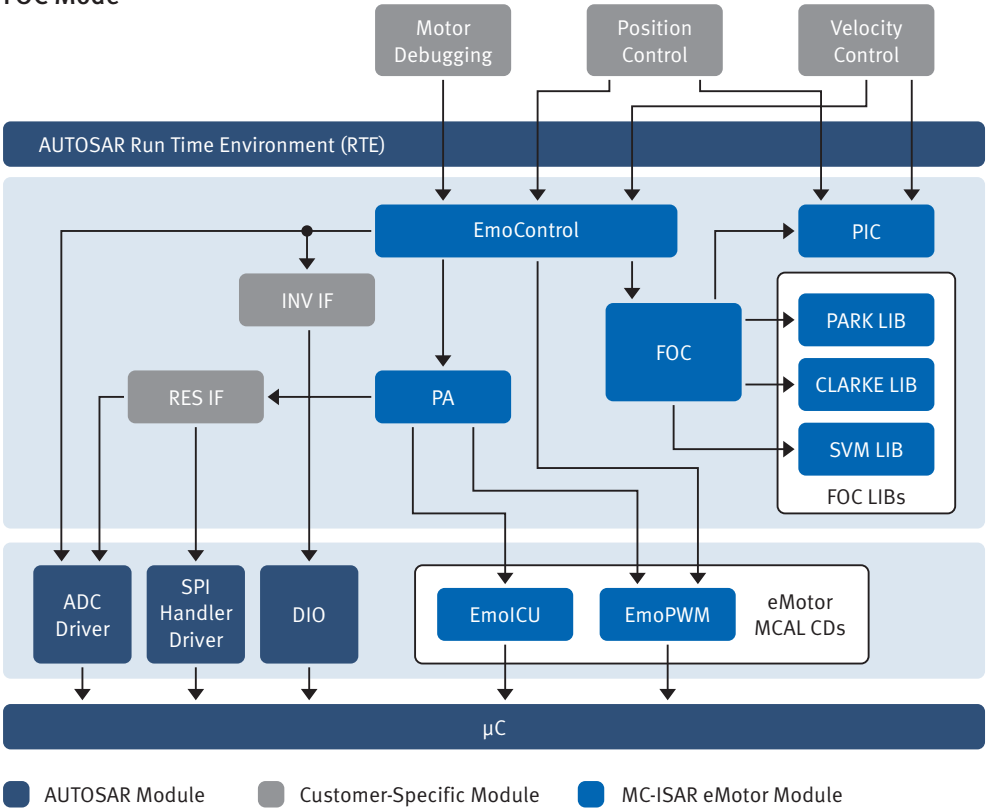 FOC Mode
Motor
Debugging
Position
Control
Velocity
Control
AUTOSAR Run Time Environment (RTE)
EmoControl
PIC
INV IF
FOC
PARK LIB
CLARKE LIB
SVM LIB
FOC LIBs
RES IF
PA
ADC
Driver
SPI
Handler
Driver
DIO
EmoICU
EmoPWM
eMotor
MCAL CDs
µC
AUTOSAR Module
Customer-Specific Module
MC-ISAR eMotor Module